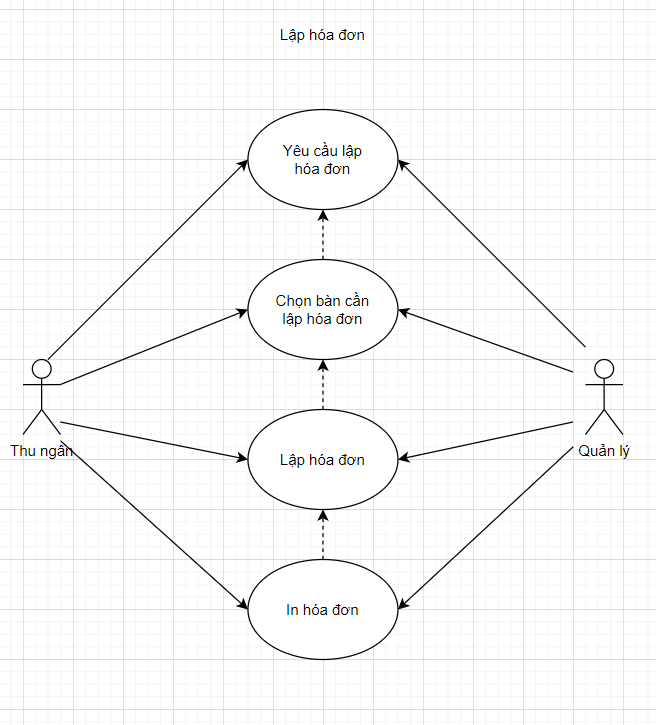 Lập hóa đơn
Yêu cầu lập
hóa đơn
Chọn bàn cần
lập hóa đơn
Thu ngân
Quản lý
Lập hóa đơn
In hóa đơn